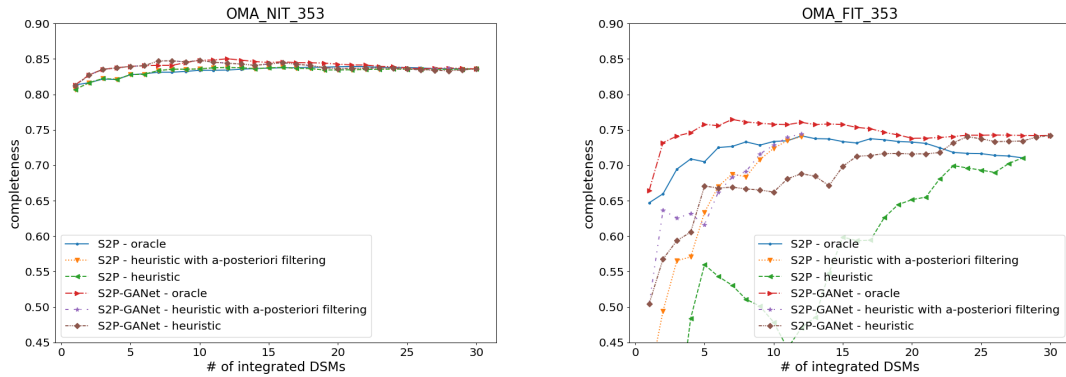 OMA_NIT_353
0.90
0.85
0.80
0.75
0.70
0.65
0.60
0.55
0.50
0.45
completeness
S2P - oracle
S2P - heuristic with a-posteriori filtering
S2P - heuristic
S2P-GANet - oracle
S2P-GANet - heuristic with a-posteriori filtering
S2P-GANet - heuristic
0 5 10 15 20 25 30
# of integrated DSMs
OMA_FIT_353
0.90
0.85
0.80
0.75
0.70
0.65
0.60
0.55
0.50
0.45
completeness
S2P - oracle
S2P - heuristic with a-posteriori filtering
S2P - heuristic
S2P-GANet - oracle
S2P-GANet - heuristic with a-posteriori filtering
S2P-GANet - heuristic
0 5 10 15 20 25 30
# of integrated DSMs